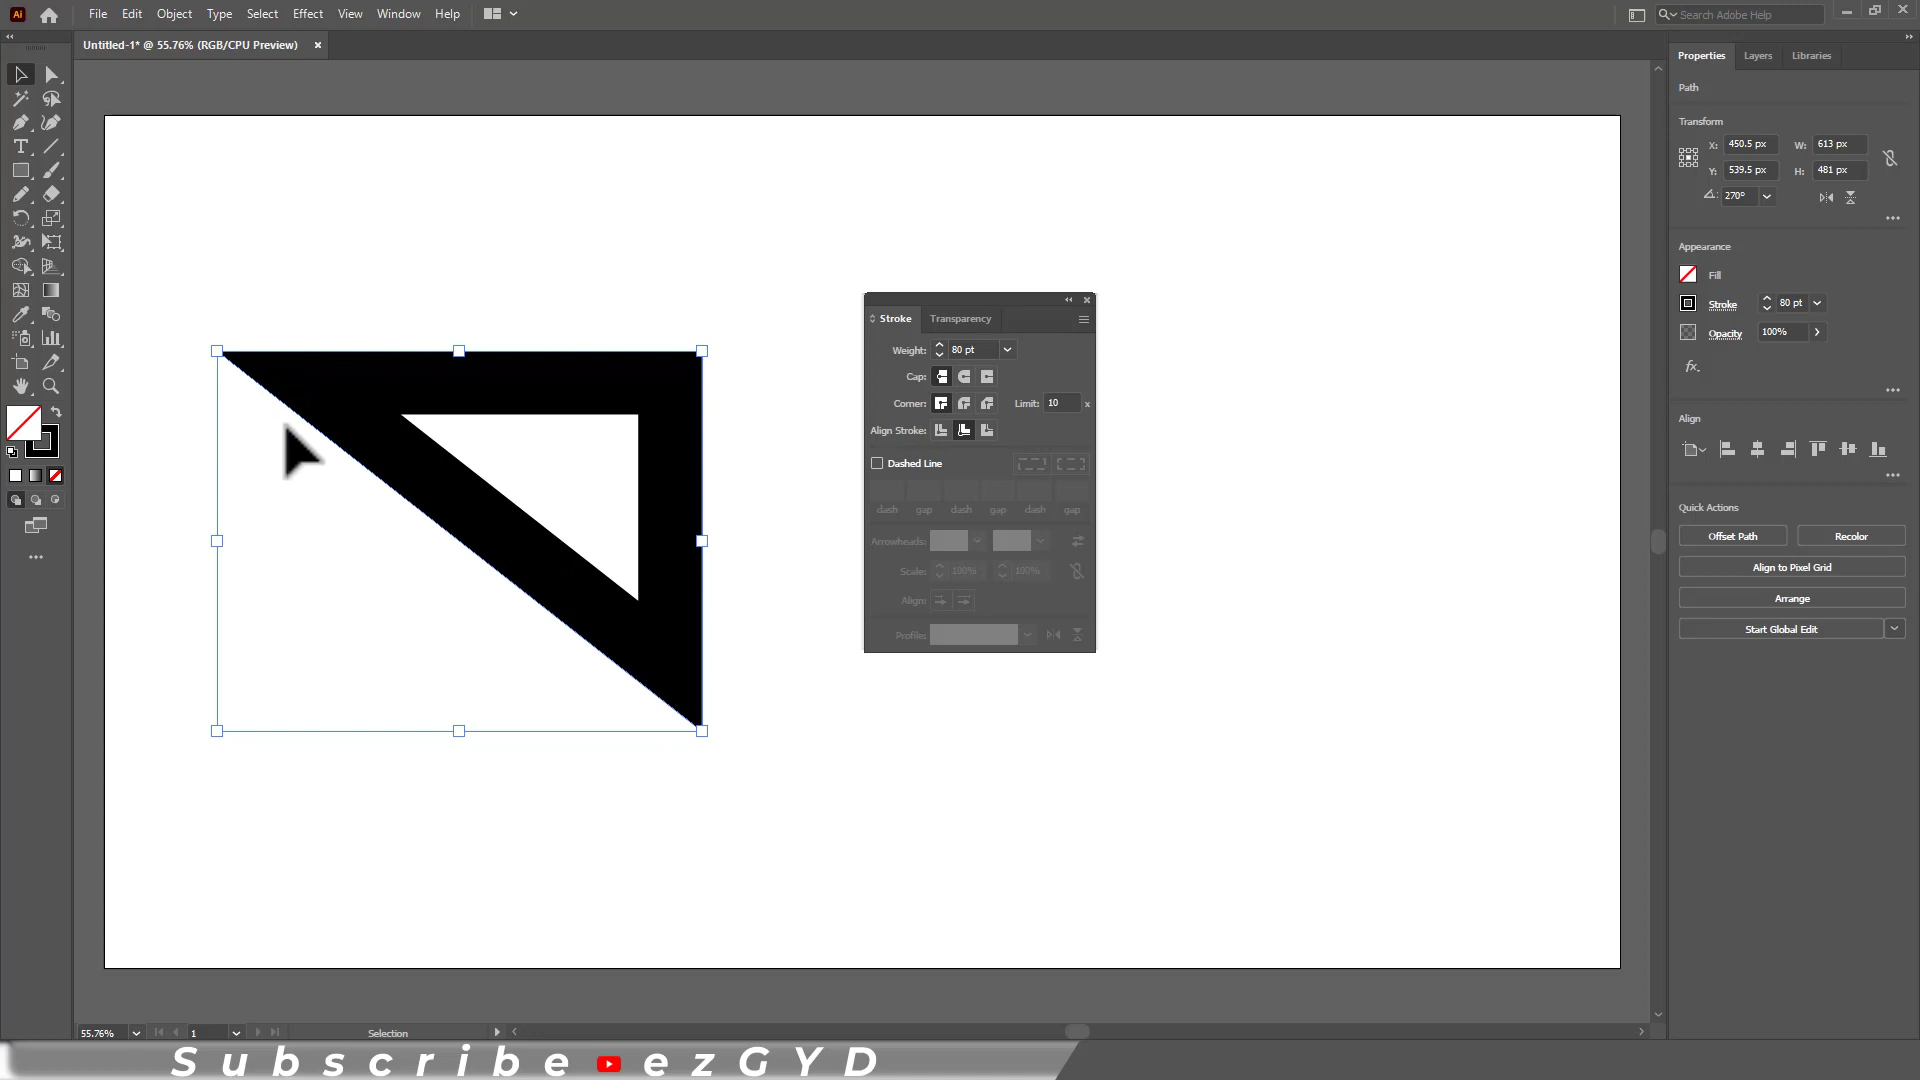 Ai File Edit Object Type Select Effect View Window Help Search Adobe Help
Untitled-1* @ 55.76% (RGB/CPU Preview)
Properties Layers Libraries
Path
Transform
X: 450.5 px W: 613 px
Y: 539.5 px H: 481 px
270°
Appearance
Fill
Stroke 80 pt
Opacity 100%
fx.
Align
Quick Actions
Offset Path Recolor
Align to Pixel Grid
Arrange
Start Global Edit
Stroke Transparency
Weight: 80 pt
Cap:
Corner: Limit: 10 x
Align Stroke:
Dashed Line
dash gap dash gap dash gap
Arrowheads:
Scale: 100% 100%
Align:
Profile:
55.76% 1 Selection
Subscribe ezGYD